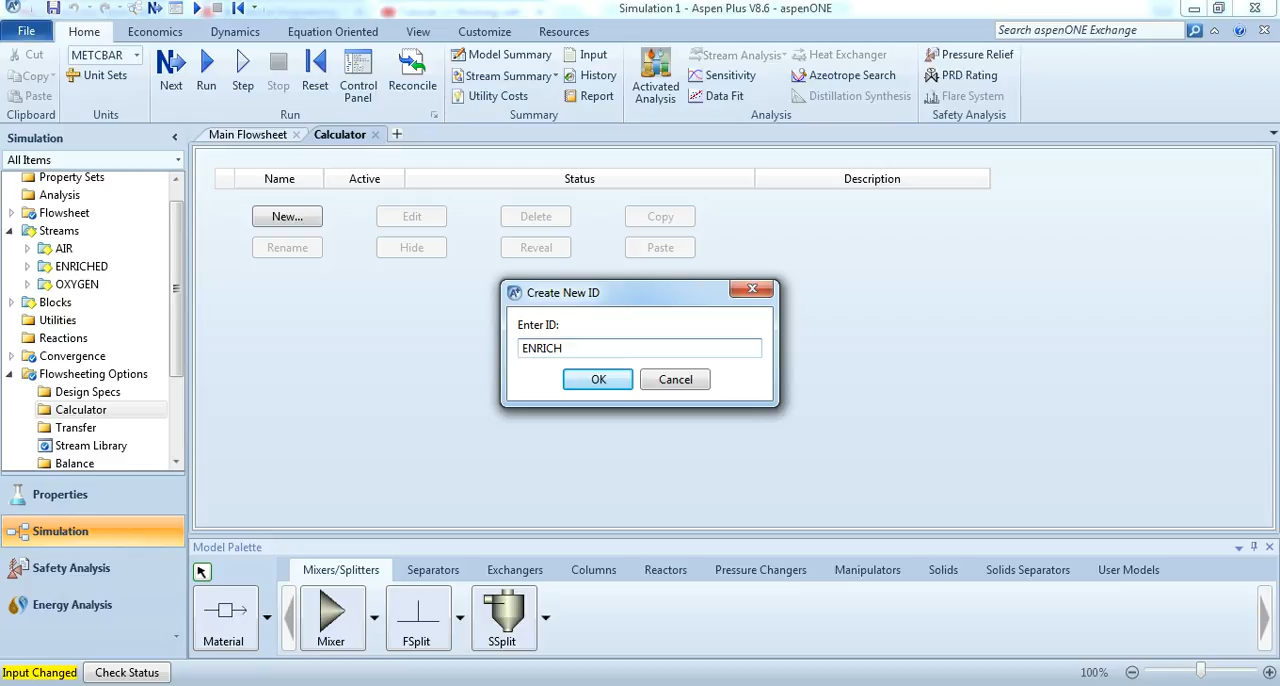 Simulation 1 - Aspen Plus V8.6 - aspenONE
File
Home
Economics
Dynamics
Equation Oriented
View
Customize
Resources
Search aspenONE Exchange
Cut
Copy
Paste
Clipboard
METCBAR
Unit Sets
Units
Next
Run
Step
Stop
Reset
Control Panel
Reconcile
Run
Model Summary
Input
Stream Summary
History
Utility Costs
Report
Summary
Activated Analysis
Stream Analysis
Heat Exchanger
Sensitivity
Azeotrope Search
Data Fit
Distillation Synthesis
Analysis
Pressure Relief
PRD Rating
Flare System
Safety Analysis
Simulation
All Items
Property Sets
Analysis
Flowsheet
Streams
AIR
ENRICHED
OXYGEN
Blocks
Utilities
Reactions
Convergence
Flowsheeting Options
Design Specs
Calculator
Transfer
Stream Library
Balance
Properties
Simulation
Safety Analysis
Energy Analysis
Main Flowsheet
Calculator
Name
Active
Status
Description
New...
Edit
Delete
Copy
Rename
Hide
Reveal
Paste
Create New ID
Enter ID:
ENRICH
OK
Cancel
Model Palette
Mixers/Splitters
Separators
Exchangers
Columns
Reactors
Pressure Changers
Manipulators
Solids
Solids Separators
User Models
Material
Mixer
FSplit
SSplit
Input Changed
Check Status
100%